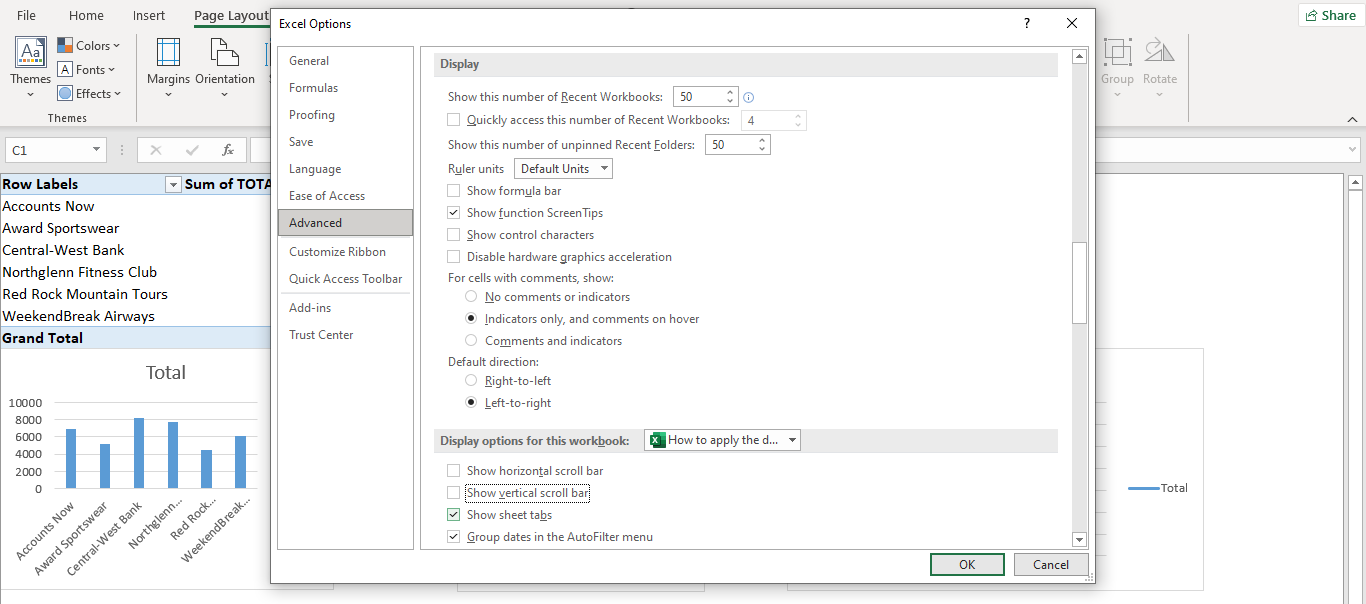 File Home Insert Page Layout Excel Options ? Share
Aa Colors
Themes A Fonts Margins Orientation Group Rotate
Effects
Themes
C1 fx
Row Labels Sum of TOTA
Accounts Now
Award Sportswear
Central-West Bank
Northglenn Fitness Club
Red Rock Mountain Tours
WeekendBreak Airways
Grand Total
Total
10000
8000
6000
4000
2000
0
Accounts Now
Award Sportswear
Central-West Bank
Northglenn...
Red Rock...
WeekendBreak...
General
Formulas
Proofing
Save
Language
Ease of Access
Advanced
Customize Ribbon
Quick Access Toolbar
Add-ins
Trust Center
Display
Show this number of Recent Workbooks: 50
Quickly access this number of Recent Workbooks: 4
Show this number of unpinned Recent Folders: 50
Ruler units Default Units
Show formula bar
Show function ScreenTips
Show control characters
Disable hardware graphics acceleration
For cells with comments, show:
No comments or indicators
Indicators only, and comments on hover
Comments and indicators
Default direction:
Right-to-left
Left-to-right
Display options for this workbook: How to apply the d...
Show horizontal scroll bar
Show vertical scroll bar
Show sheet tabs
Group dates in the AutoFilter menu
OK Cancel
Total